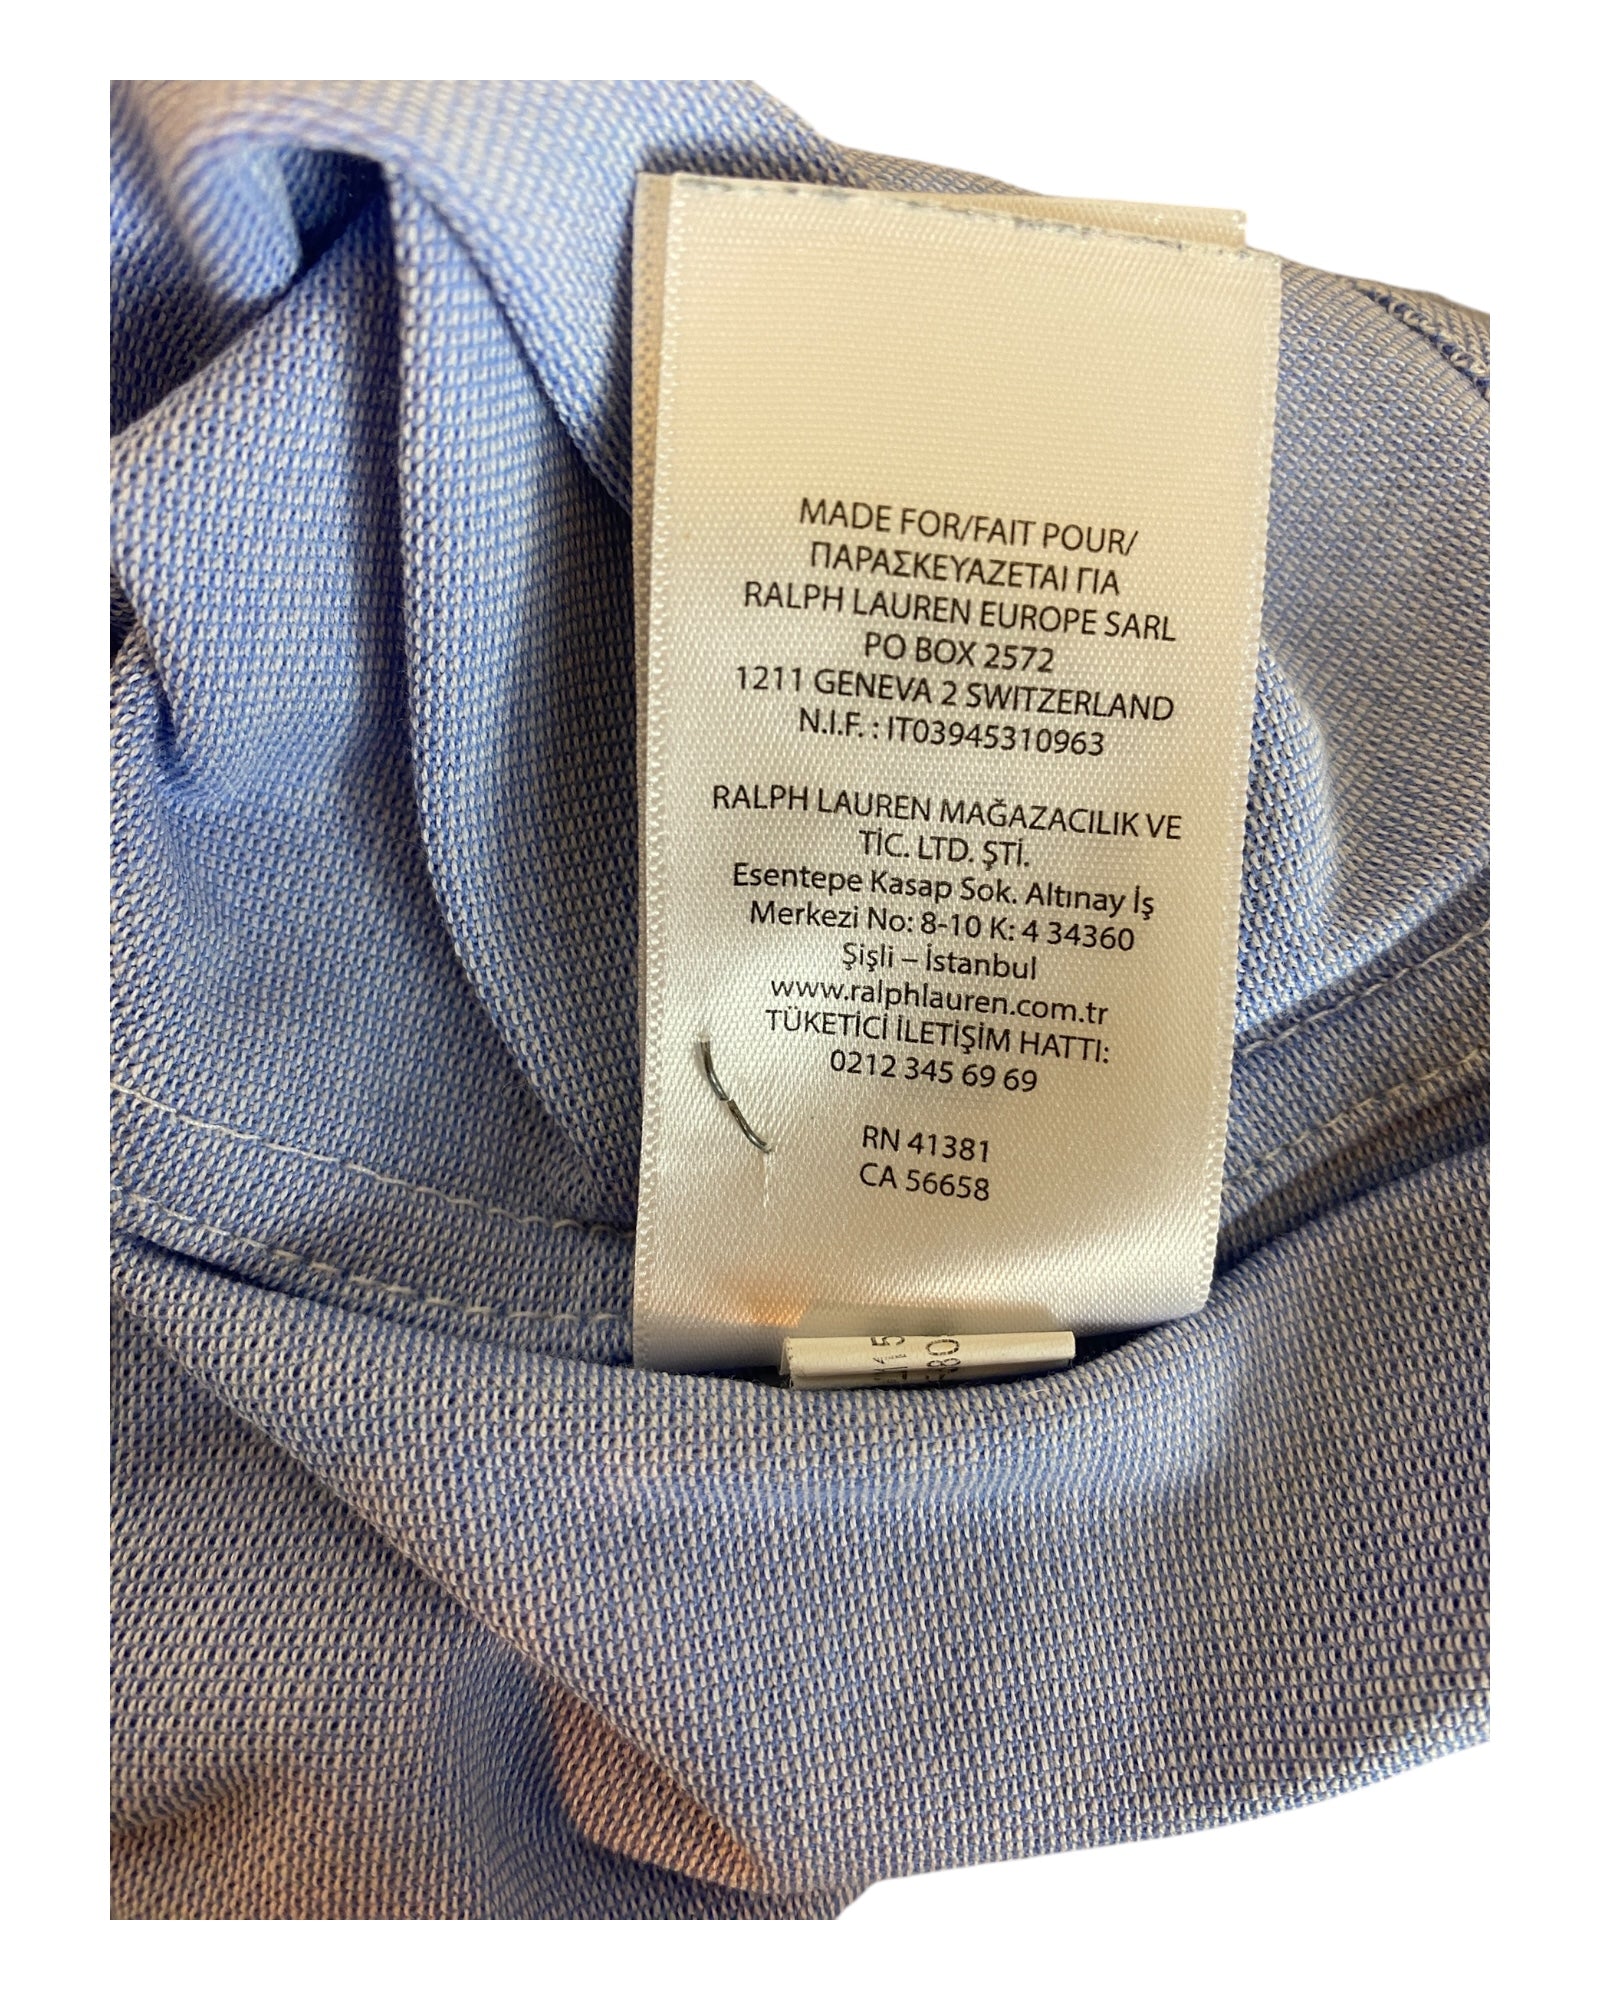 MADE FOR/FAIT POUR/
ΠΑΡΑΣΚΕΥΑΖΕΤΑΙ ΓΙΑ
RALPH LAUREN EUROPE SARL
PO BOX 2572
1211 GENEVA 2 SWITZERLAND
N.I.F. : IT03945310963
RALPH LAUREN MAĞAZACILIK VE
TİC. LTD. ŞTİ.
Esentepe Kasap Sok. Altınay İş
Merkezi No: 8-10 K: 4 34360
Şişli – İstanbul
www.ralphlauren.com.tr
TÜKETİCİ İLETİŞİM HATTI:
0212 345 69 69
RN 41381
CA 56658